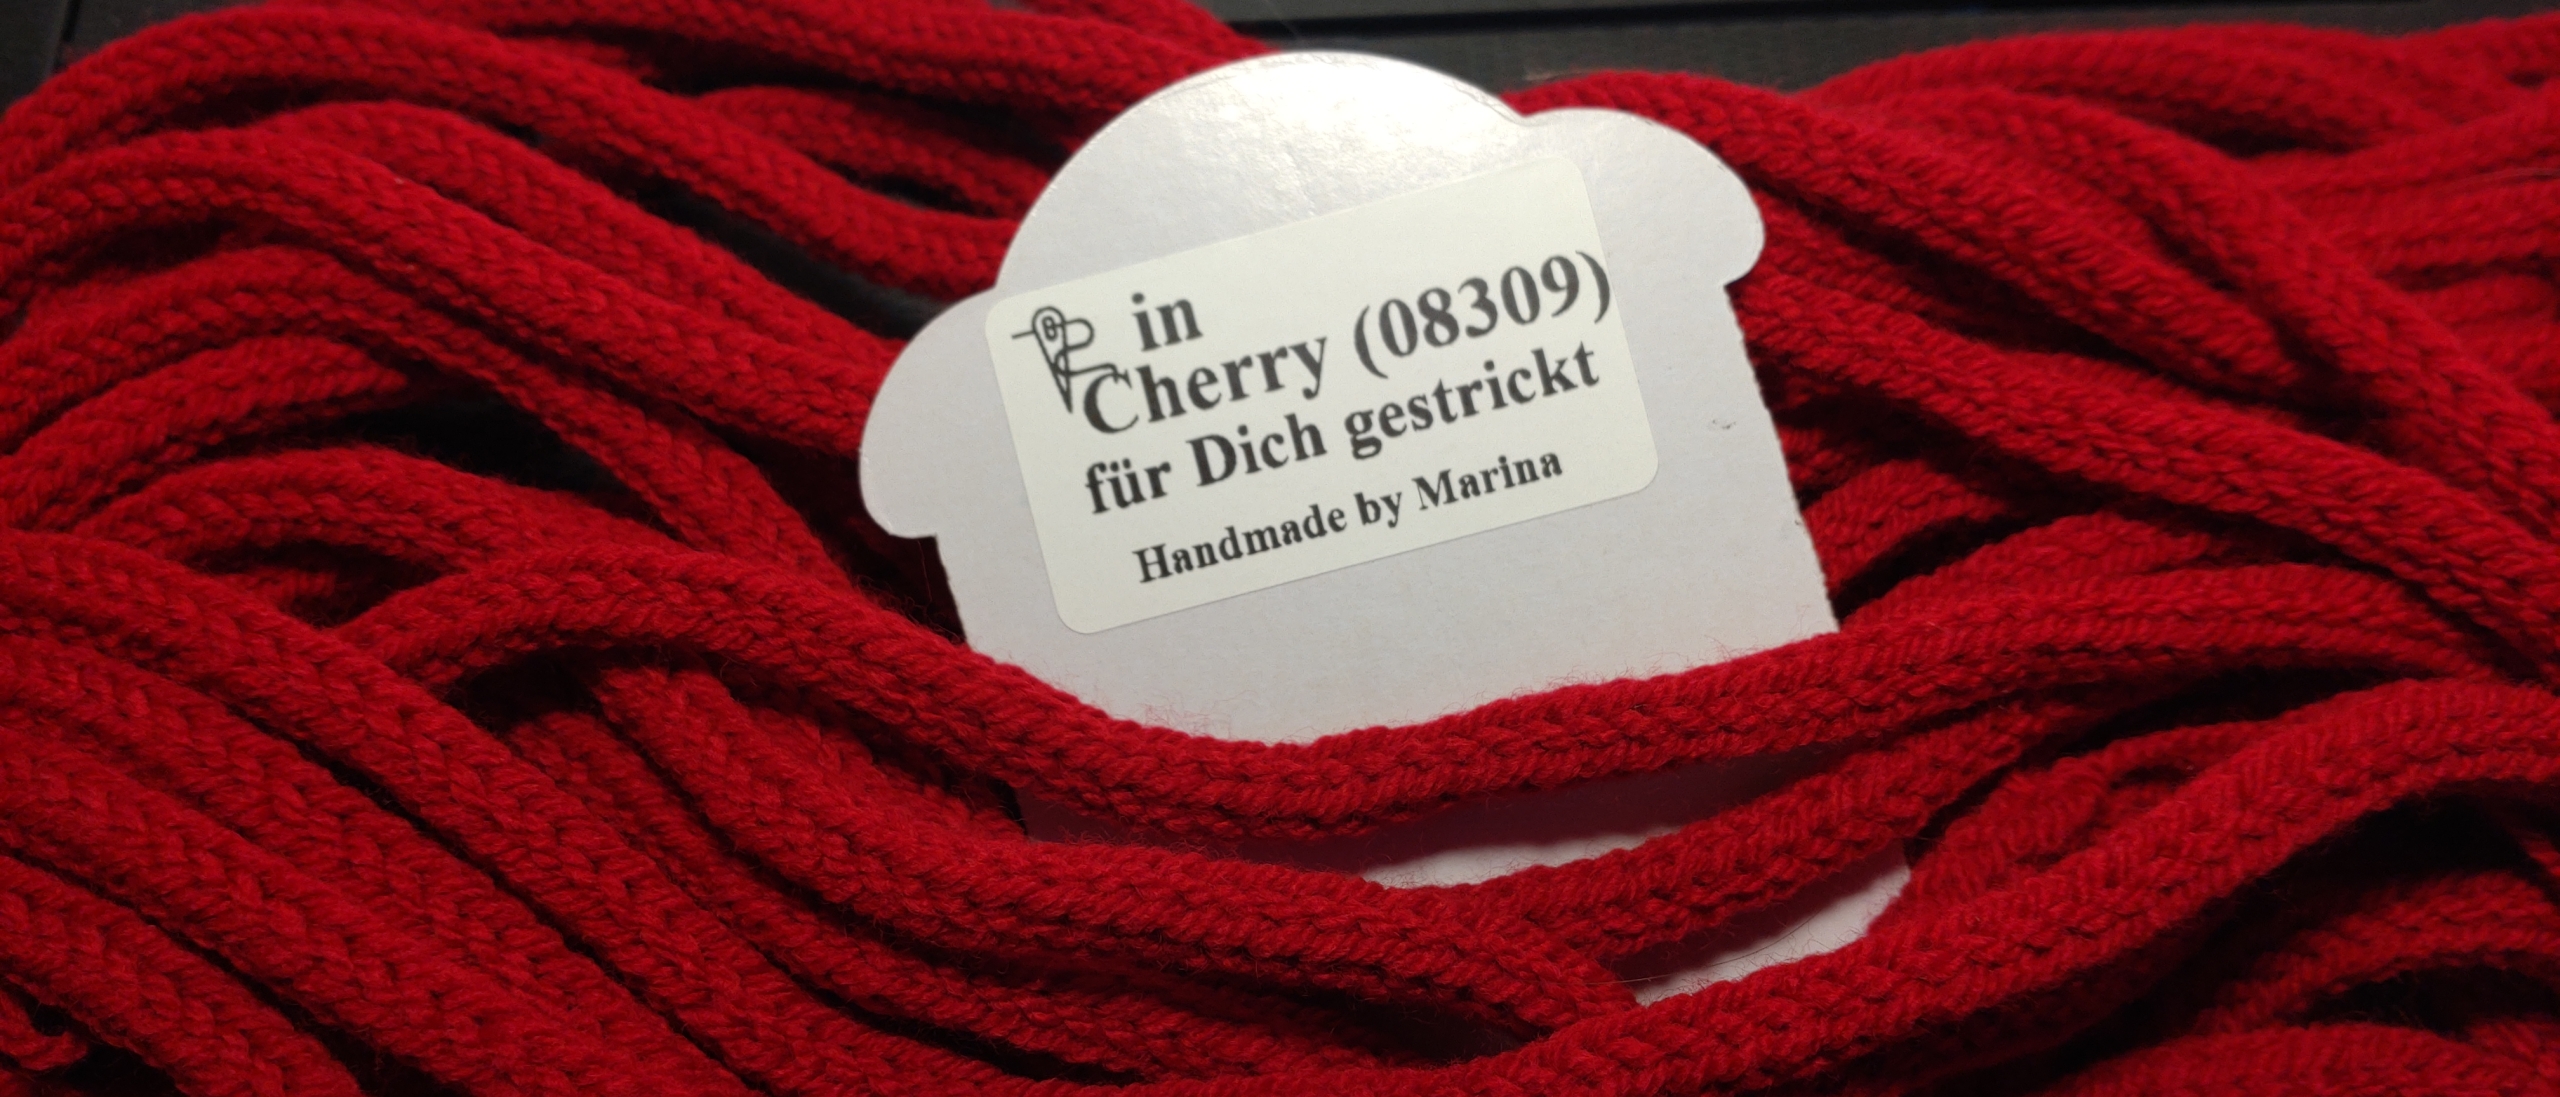 in
Cherry (08309)
für Dich gestrickt
Handmade by Marina